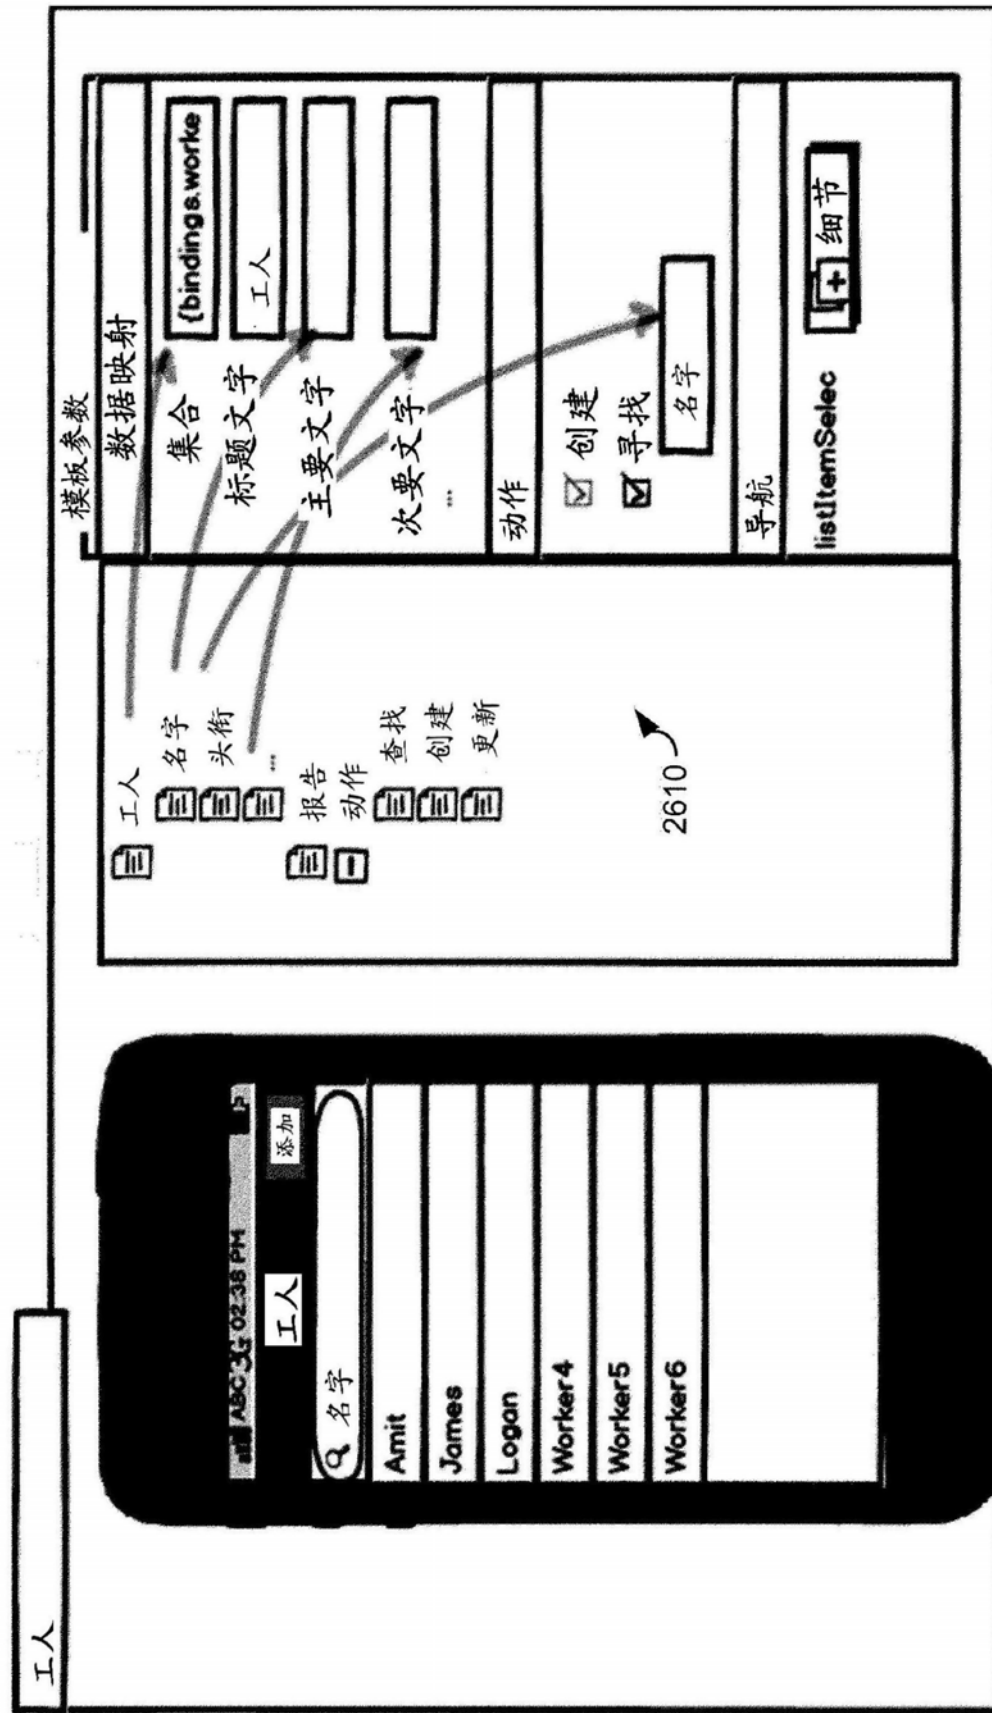 工人
ABC 3G 02:38 PM
工人
添加
名字
Amit
James
Logan
Worker4
Worker5
Worker6
工人
名字
头衔
...
报告
动作
查找
创建
更新
2610
模板参数
数据映射
集合 {bindings.worke
标题文字 工人
主要文字
次要文字
...
动作
创建
寻找
名字
导航
listItemSelec 细节